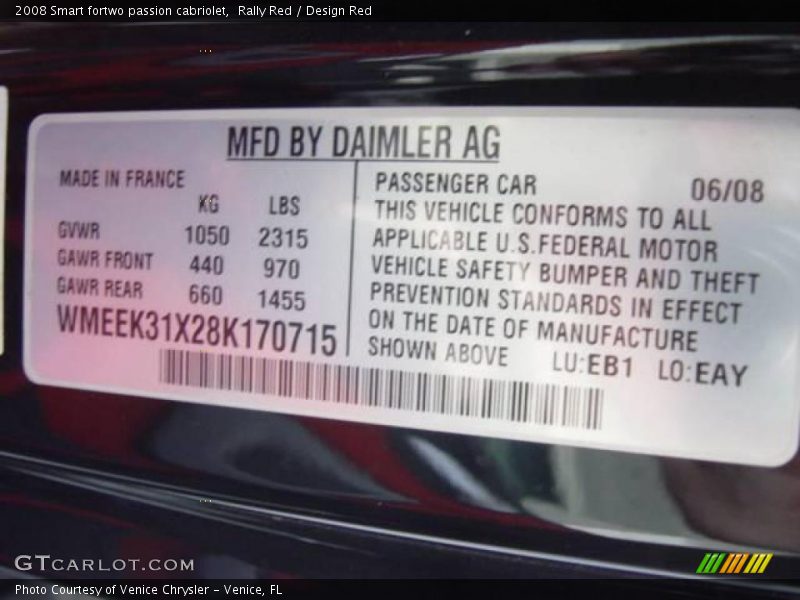 2008 Smart fortwo passion cabriolet,  Rally Red / Design Red
MFD BY DAIMLER AG
MADE IN FRANCE
KG LBS
GVWR 1050 2315
GAWR FRONT 440 970
GAWR REAR 660 1455
WMEEK31X28K170715
PASSENGER CAR 06/08
THIS VEHICLE CONFORMS TO ALL
APPLICABLE U.S.FEDERAL MOTOR
VEHICLE SAFETY BUMPER AND THEFT
PREVENTION STANDARDS IN EFFECT
ON THE DATE OF MANUFACTURE
SHOWN ABOVE LU:EB1 LO:EAY
GTCARLOT.COM
Photo Courtesy of Venice Chrysler - Venice, FL